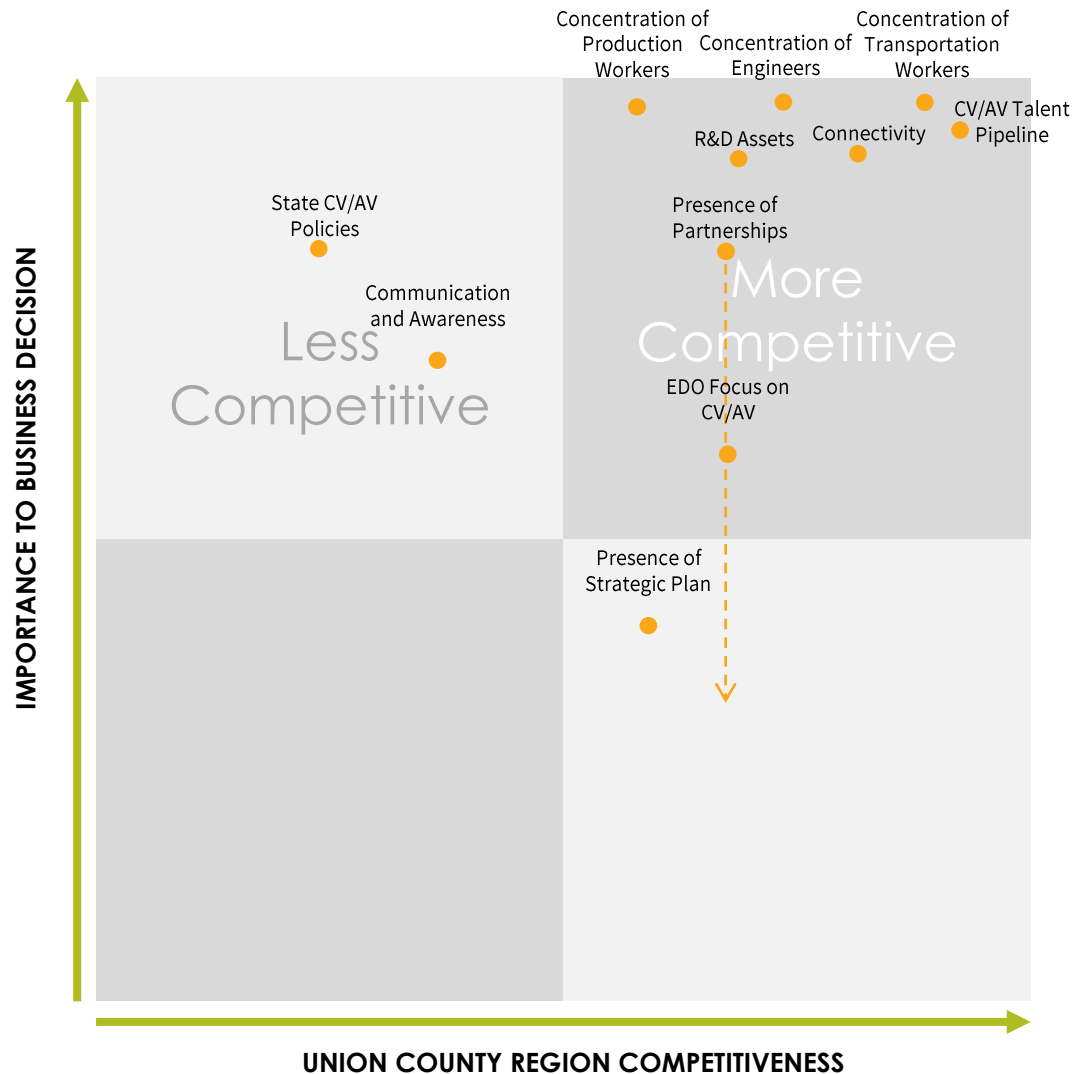 Concentration of
Production
Workers
Concentration of
Engineers
Concentration of
Transportation
Workers
CV/AV Talent
Pipeline
R&D Assets
Connectivity
State CV/AV
Policies
Presence of
Partnerships
Communication
and Awareness
Less
Competitive
More
Competitive
EDO Focus on
CV/AV
Presence of
Strategic Plan
IMPORTANCE TO BUSINESS DECISION
UNION COUNTY REGION COMPETITIVENESS